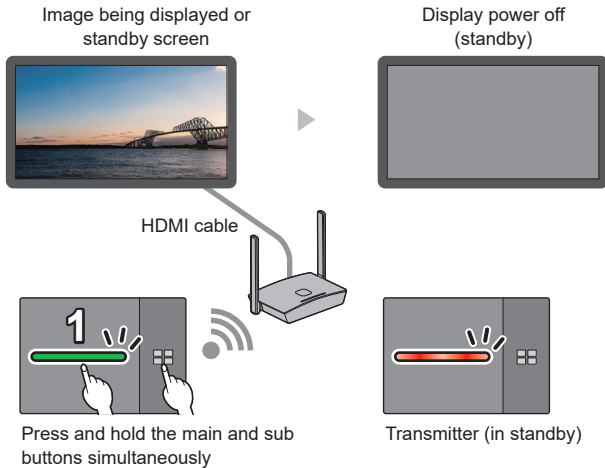 Image being displayed or
standby screen
Display power off
(standby)
HDMI cable
1
Press and hold the main and sub
buttons simultaneously
Transmitter (in standby)